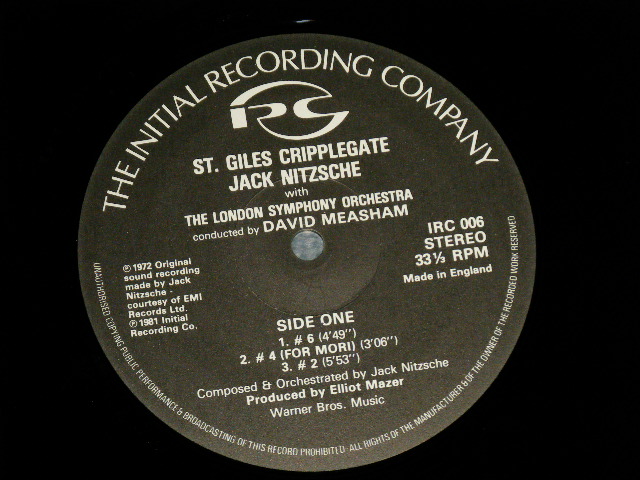 THE INITIAL RECORDING COMPANY
IRC
ST. GILES CRIPPLEGATE
JACK NITZSCHE
with
THE LONDON SYMPHONY ORCHESTRA
conducted by DAVID MEASHAM
IRC 006
STEREO
33⅓ RPM
Made in England
℗ 1972 Original
sound recording
made by Jack
Nitzsche -
courtesy of EMI
Records Ltd.
℗ 1981 Initial
Recording Co.
SIDE ONE
1. # 6 (4'49'')
2. # 4 (FOR MORI) (3'06'')
3. # 2 (5'53'')
Composed & Orchestrated by Jack Nitzsche
Produced by Elliot Mazer
Warner Bros. Music
UNAUTHORISED COPYING PUBLIC PERFORMANCE & BROADCASTING OF THIS RECORD PROHIBITED · ALL RIGHTS OF THE MANUFACTURER & OF THE OWNER OF THE RECORDED WORK RESERVED